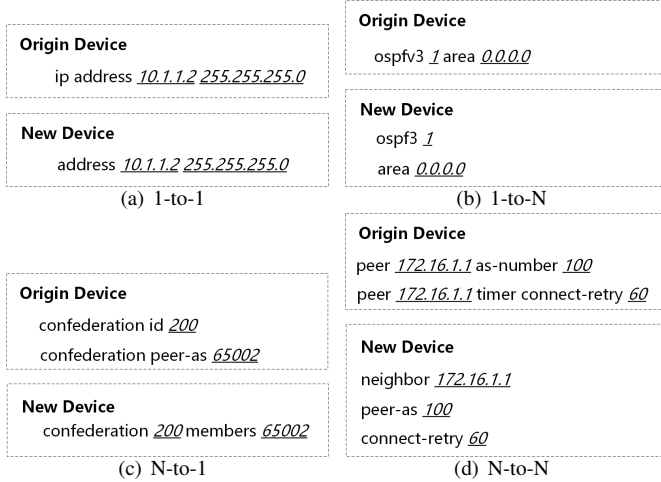 Origin Device
ip address 10.1.1.2 255.255.255.0
New Device
address 10.1.1.2 255.255.255.0
(a) 1-to-1
Origin Device
ospfv3 1 area 0.0.0.0
New Device
ospf3 1
area 0.0.0.0
(b) 1-to-N
Origin Device
confederation id 200
confederation peer-as 65002
New Device
confederation 200 members 65002
(c) N-to-1
Origin Device
peer 172.16.1.1 as-number 100
peer 172.16.1.1 timer connect-retry 60
New Device
neighbor 172.16.1.1
peer-as 100
connect-retry 60
(d) N-to-N